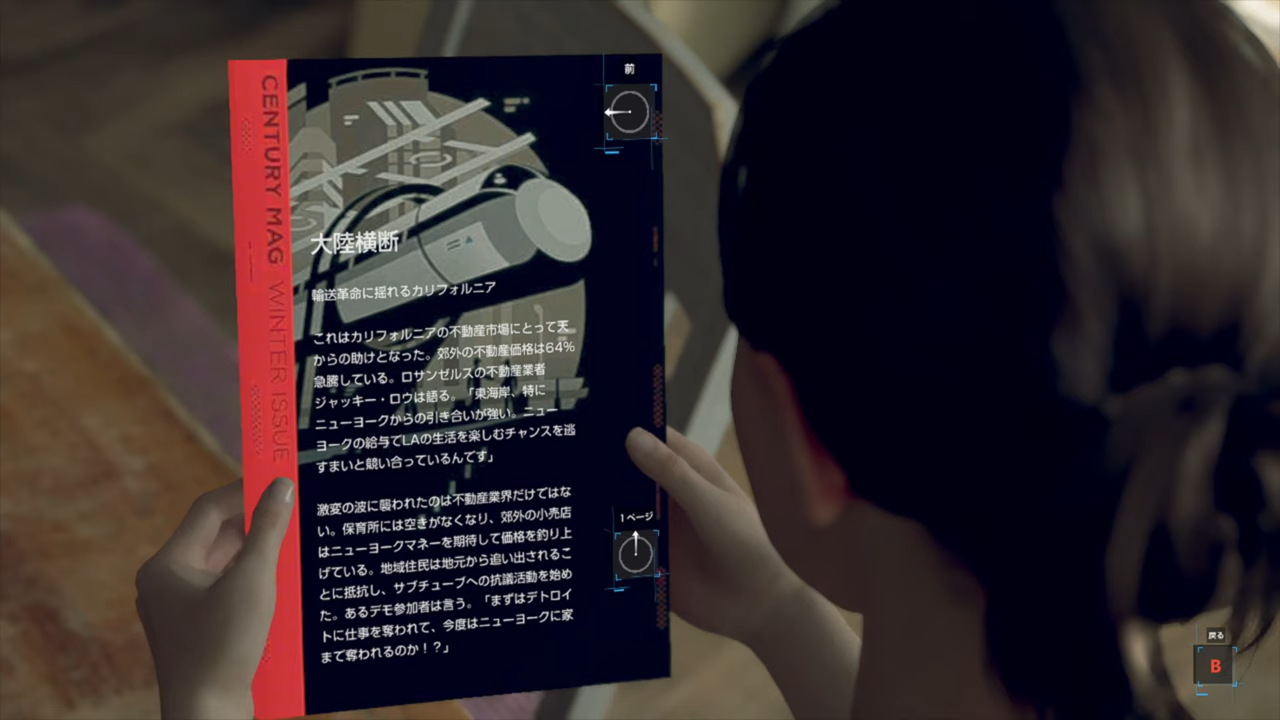 CENTURY MAG WINTER ISSUE
前
大陸横断
輸送革命に揺れるカリフォルニア
これはカリフォルニアの不動産市場にとって天
からの助けとなった。郊外の不動産価格は64%
急騰している。ロサンゼルスの不動産業者
ジャッキー・ロウは語る。「東海岸、特に
ニューヨークからの引き合いが強い。ニュー
ヨークの給与でLAの生活を楽しむチャンスを逃
すまいと競い合っているんです」
激変の波に襲われたのは不動産業界だけではな
い。保育所には空きがなくなり、郊外の小売店
はニューヨークマネーを期待して価格を釣り上
げている。地域住民は地元から追い出されるこ
とに抵抗し、サブチューブへの抗議活動を始め
た。あるデモ参加者は言う。「まずはデトロイ
トに仕事を奪われて、今度はニューヨークに家
まで奪われるのか！？」
1ページ
戻る
B